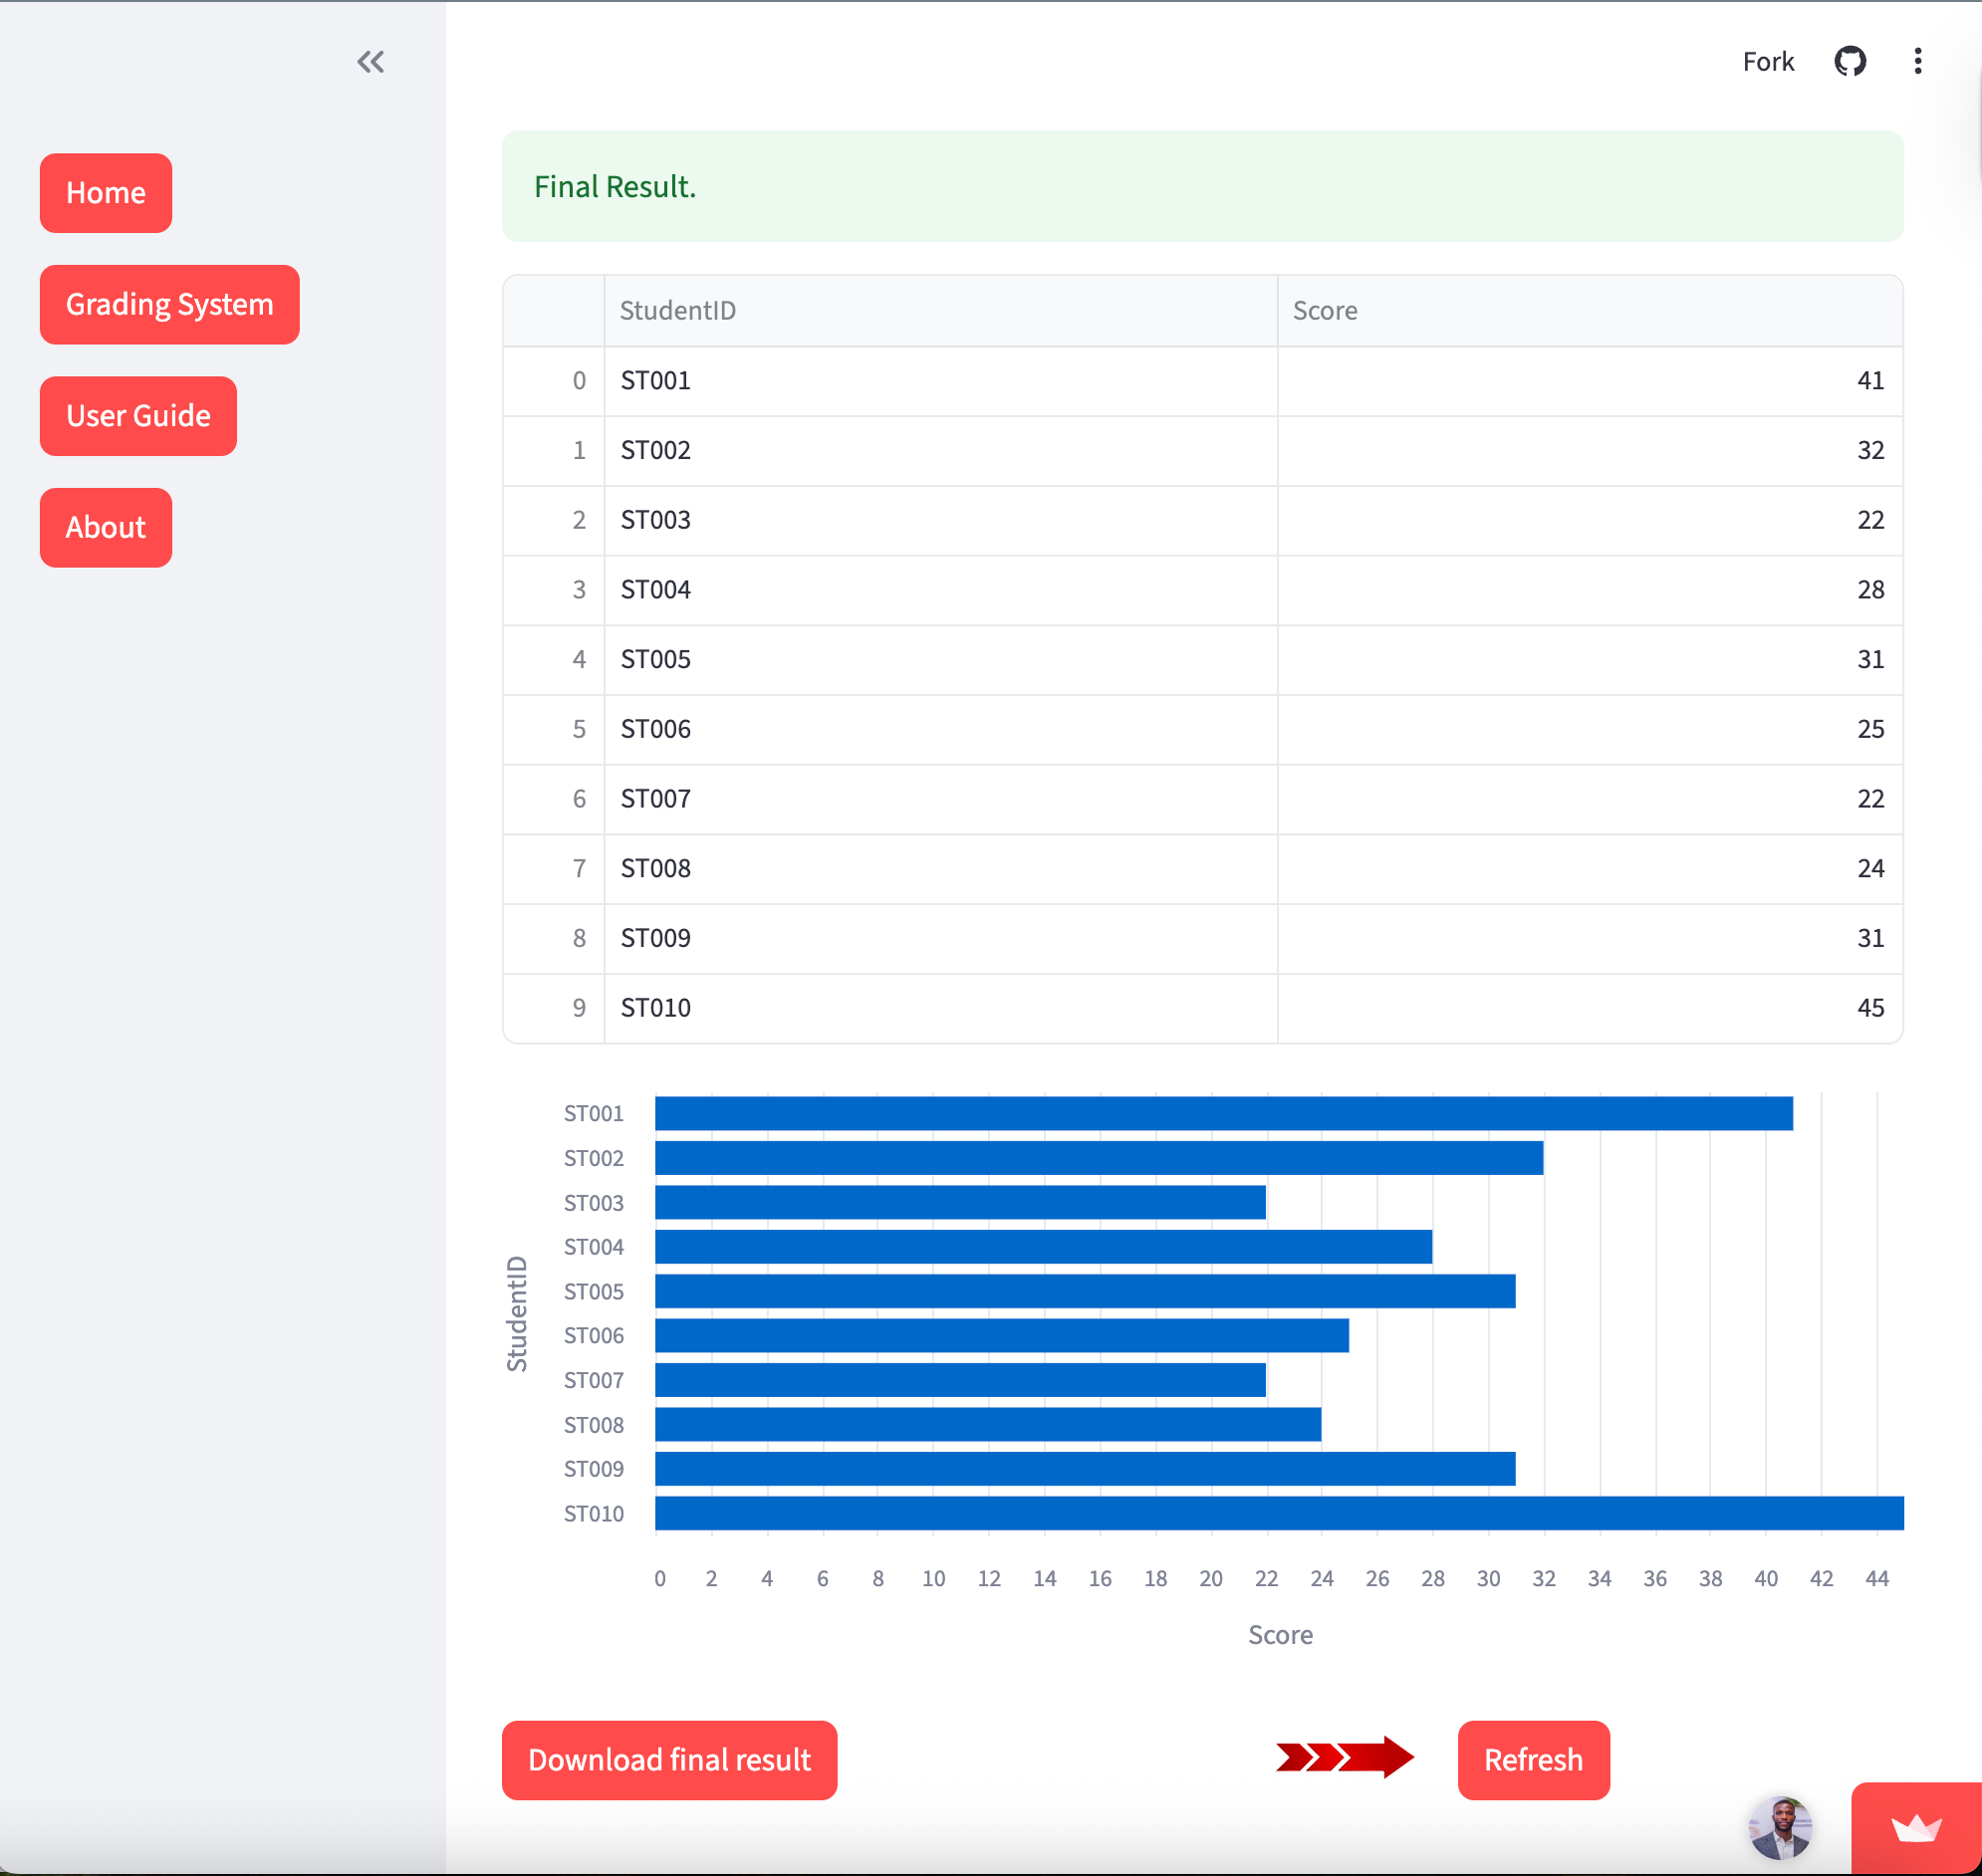 Fork
Home
Grading System
User Guide
About
Final Result.
StudentID Score
0 ST001 41
1 ST002 32
2 ST003 22
3 ST004 28
4 ST005 31
5 ST006 25
6 ST007 22
7 ST008 24
8 ST009 31
9 ST010 45
StudentID
ST001
ST002
ST003
ST004
ST005
ST006
ST007
ST008
ST009
ST010
0 2 4 6 8 10 12 14 16 18 20 22 24 26 28 30 32 34 36 38 40 42 44
Score
Download final result
Refresh